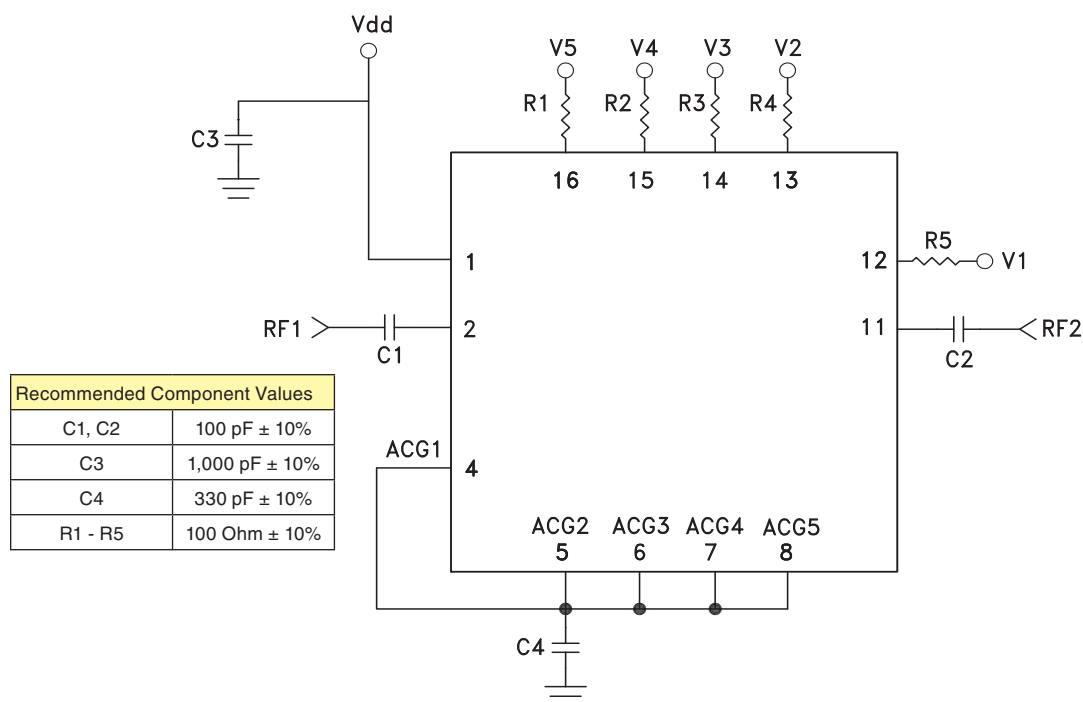 Vdd
V5 V4 V3 V2
R1 R2 R3 R4
C3
16 15 14 13
1
12 R5 V1
RF1 C1 2
11 C2 RF2
Recommended Component Values
C1, C2 100 pF ± 10%
C3 1,000 pF ± 10%
C4 330 pF ± 10%
R1 - R5 100 Ohm ± 10%
ACG1 4
ACG2 ACG3 ACG4 ACG5
5 6 7 8
C4